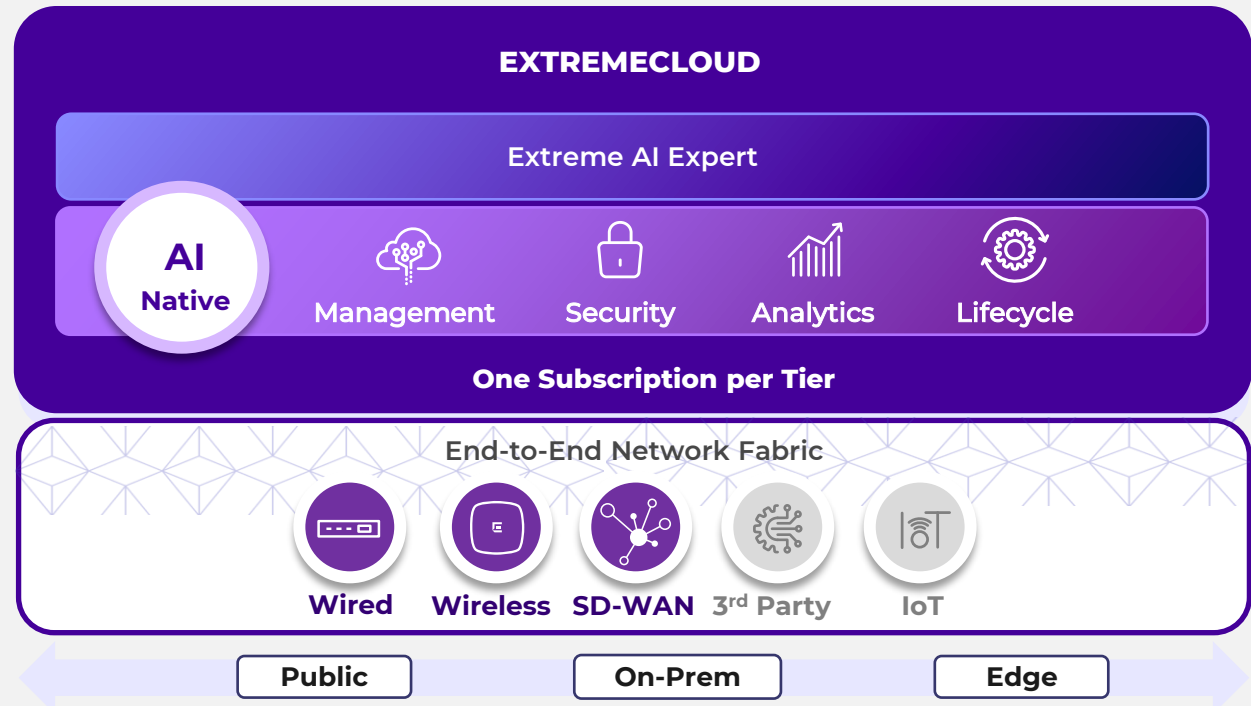 EXTREMECLOUD
Extreme AI Expert
AI
Native
Management
Security
Analytics
Lifecycle
One Subscription per Tier
End-to-End Network Fabric
IoT
Wired
Wireless
SD-WAN
3rd Party
IoT
Public
On-Prem
Edge